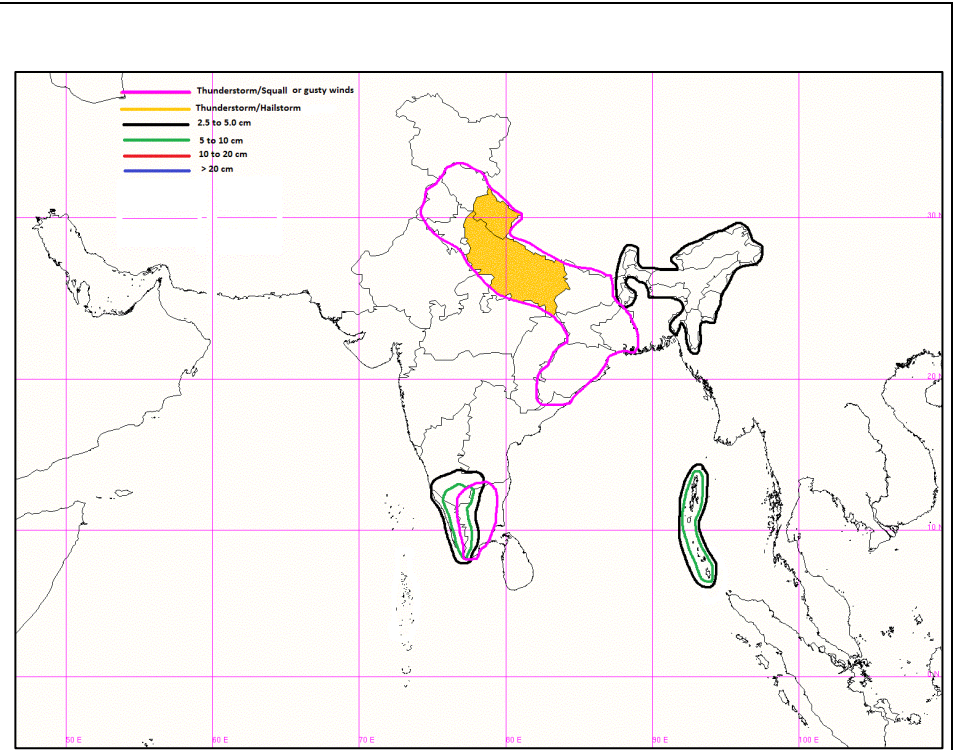 Thunderstorm/Squall or gusty winds
Thunderstorm/Hailstorm
2.5 to 5.0 cm
5 to 10 cm
10 to 20 cm
> 20 cm
30 N
20 N
10 N
50 E
60 E
70 E
80 E
90 E
100 E